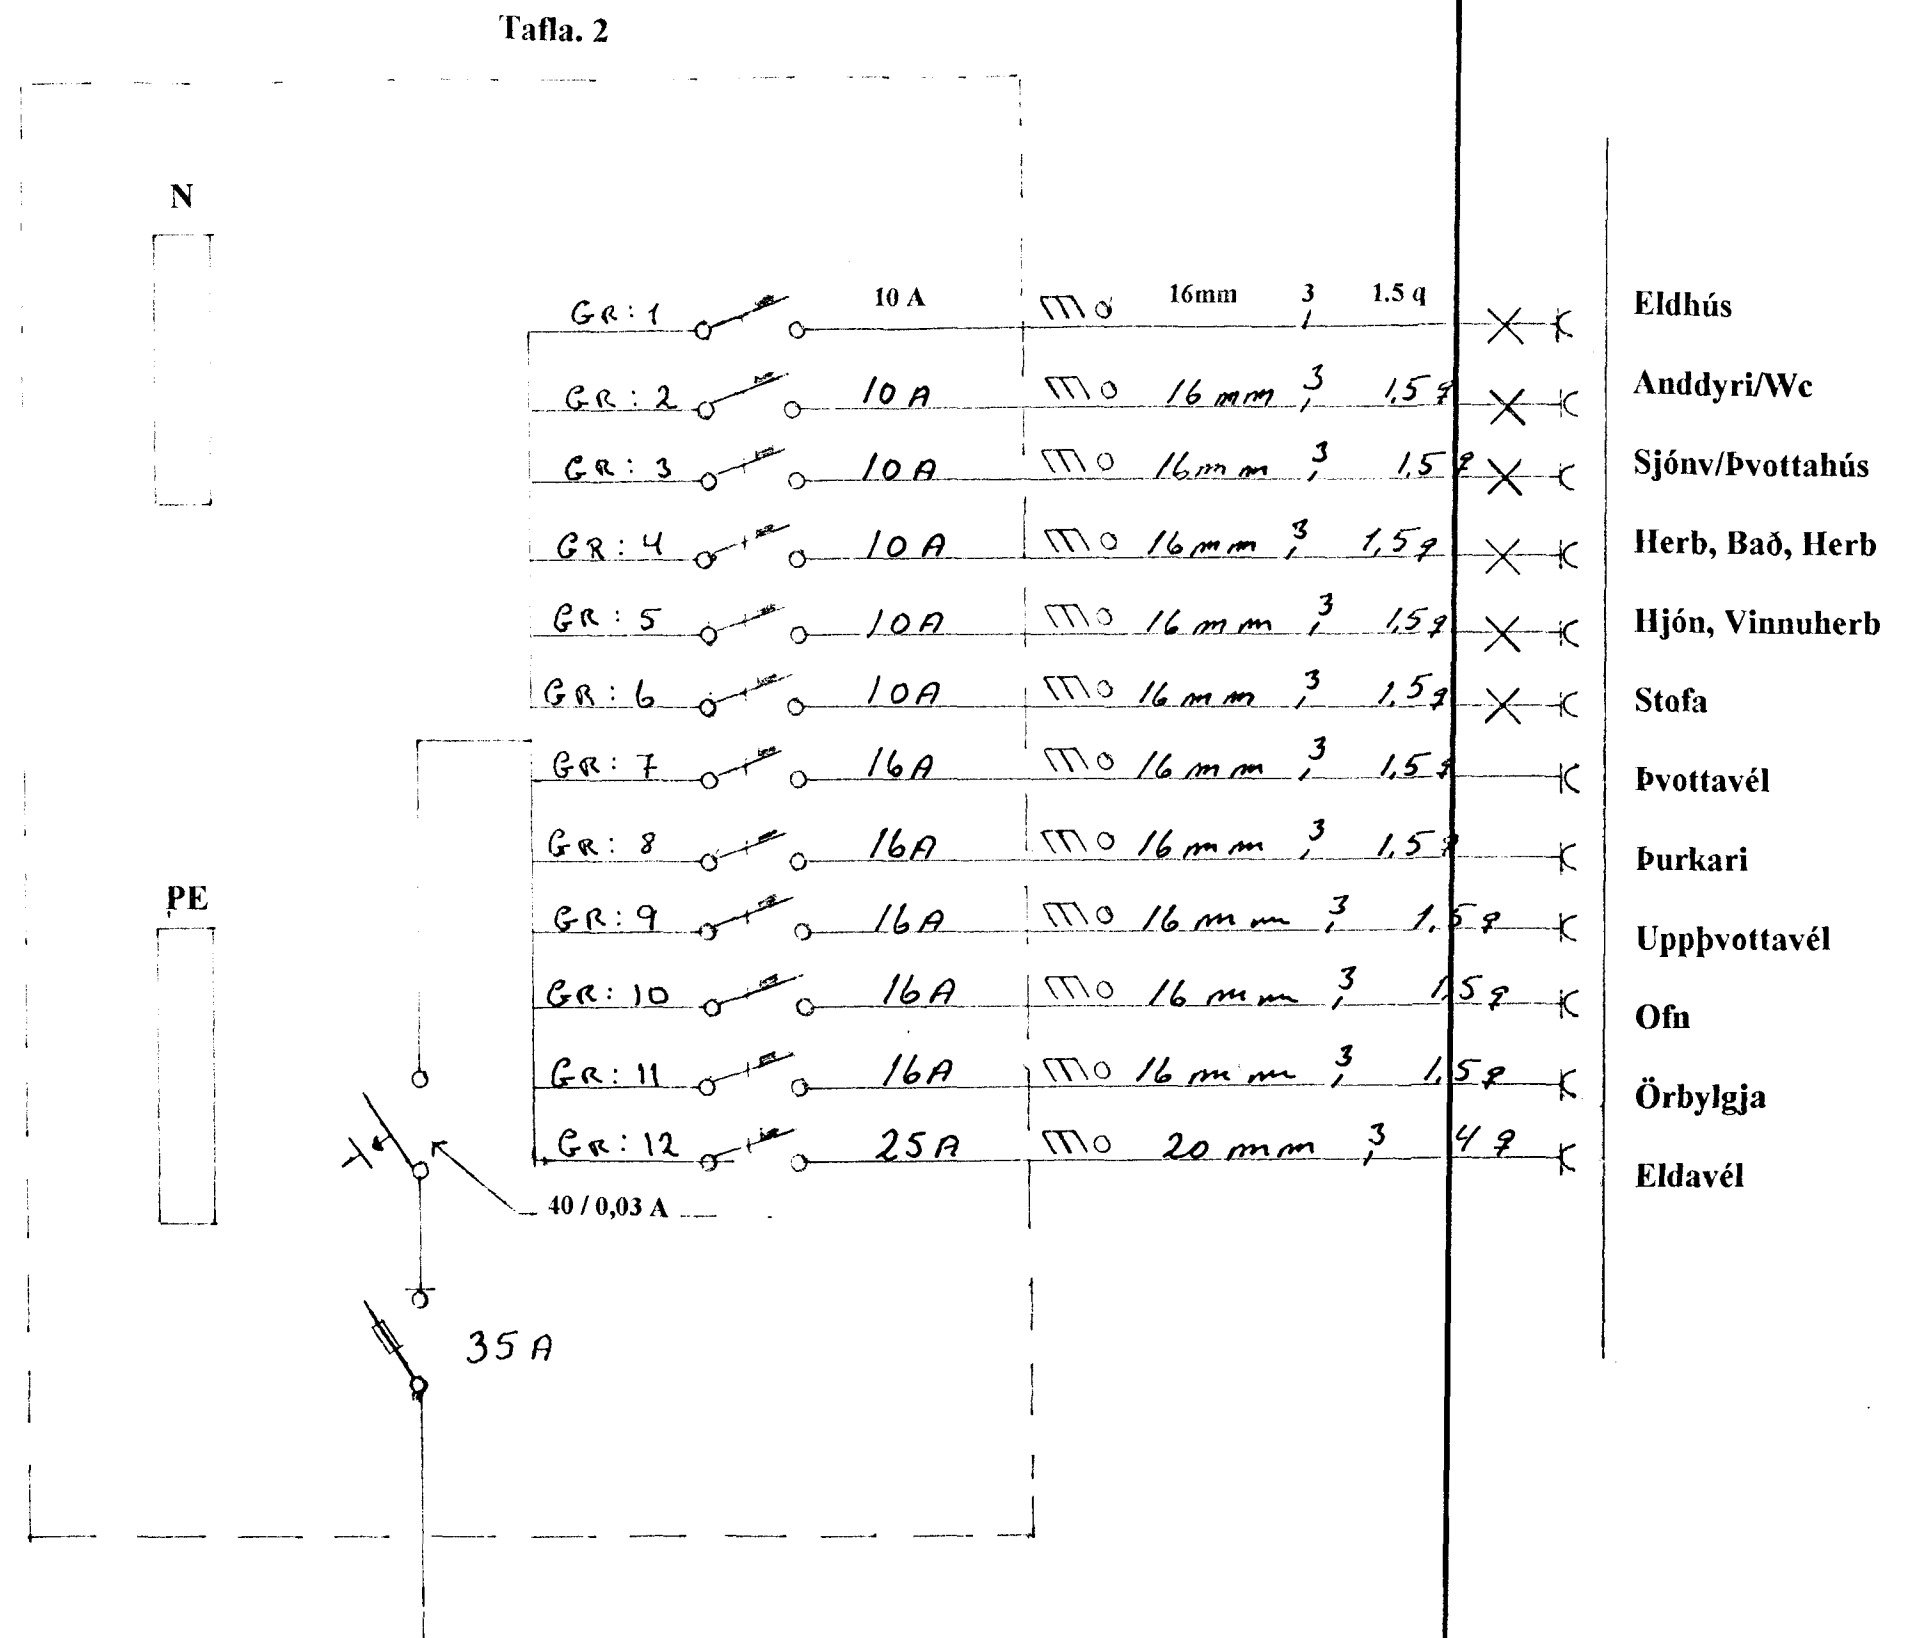 Tafla. 2
N
GR: 1 10 A 16mm 3 1.5 q Eldhús
GR: 2 10 A 16 mm 3 1,5 q Anddyri/Wc
GR: 3 10 A 16 mm 3 1,5 q Sjónv/Þvottahús
GR: 4 10 A 16 mm 3 1,5 q Herb, Bað, Herb
GR: 5 10 A 16 mm 3 1,5 q Hjón, Vinnuherb
GR: 6 10 A 16 mm 3 1,5 q Stofa
GR: 7 16 A 16 mm 3 1,5 q Þvottavél
GR: 8 16 A 16 mm 3 1,5 q Þurkari
PE
GR: 9 16 A 16 mm 3 1,5 q Uppþvottavél
GR: 10 16 A 16 mm 3 1,5 q Ofn
GR: 11 16 A 16 mm 3 1,5 q Örbylgja
GR: 12 25 A 20 mm 3 4 q Eldavél
40 / 0,03 A
35 A